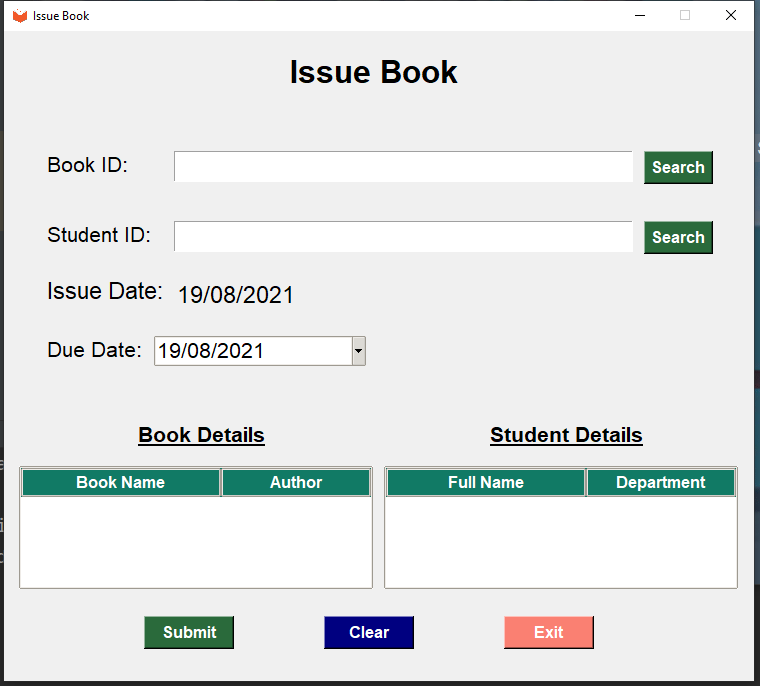 Issue Book
Issue Book
Book ID:
Search
Student ID:
Search
Issue Date: 19/08/2021
Due Date: 19/08/2021
Book Details
Student Details
Book Name Author
Full Name Department
Submit Clear Exit